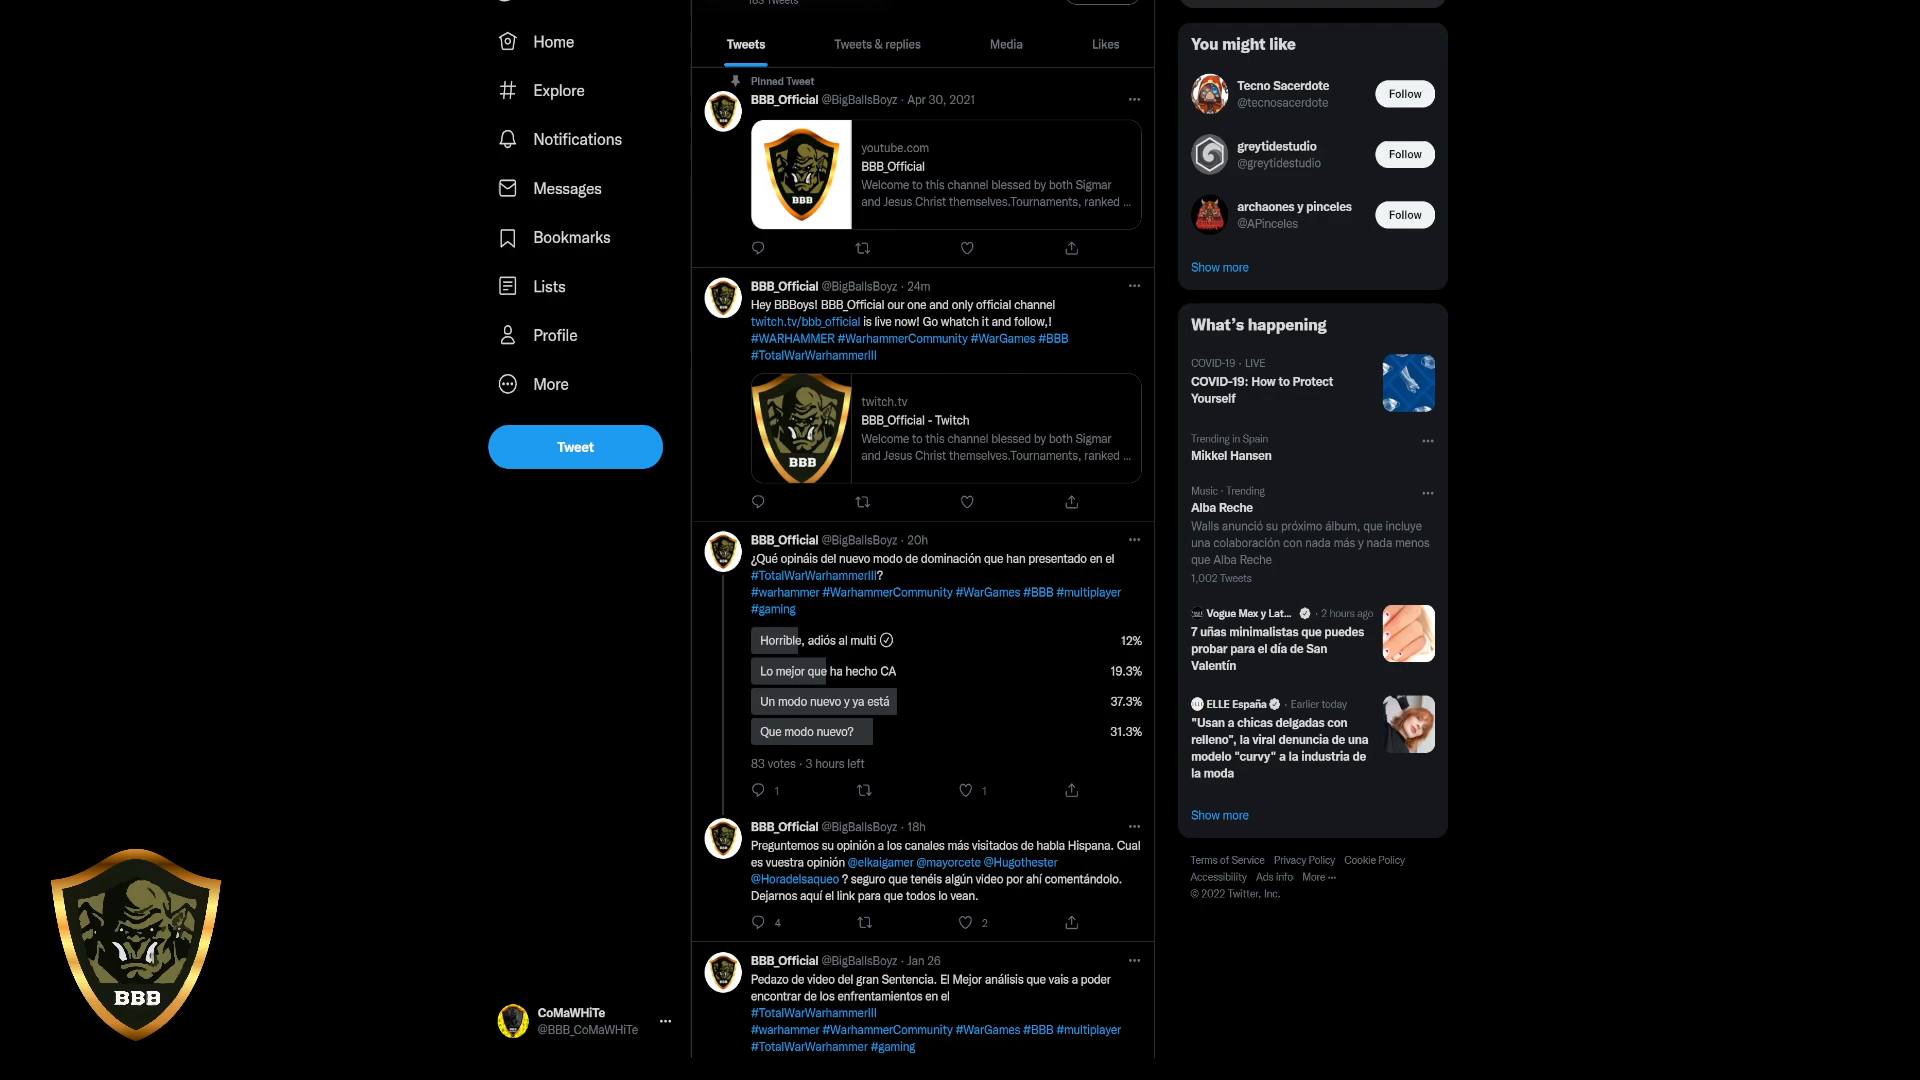 Home
Explore
Notifications
Messages
Bookmarks
Lists
Profile
More
Tweet
CoMaWHiTe
@BBB_CoMaWHiTe
BBB
183 Tweets
Tweets
Tweets & replies
Media
Likes
Pinned Tweet
BBB_Official @BigBallsBoyz · Apr 30, 2021
youtube.com
BBB_Official
Welcome to this channel blessed by both Sigmar
and Jesus Christ themselves.Tournaments, ranked ...
BBB
BBB_Official @BigBallsBoyz · 24m
Hey BBBoys! BBB_Official our one and only official channel
twitch.tv/bbb_official is live now! Go whatch it and follow,!
#WARHAMMER #WarhammerCommunity #WarGames #BBB
#TotalWarWarhammerIII
twitch.tv
BBB_Official - Twitch
Welcome to this channel blessed by both Sigmar
and Jesus Christ themselves.Tournaments, ranked ...
BBB
BBB_Official @BigBallsBoyz · 20h
¿Qué opináis del nuevo modo de dominación que han presentado en el
#TotalWarWarhammerIII?
#warhammer #WarhammerCommunity #WarGames #BBB #multiplayer
#gaming
Horrible, adiós al multi 12%
Lo mejor que ha hecho CA 19.3%
Un modo nuevo y ya está 37.3%
Que modo nuevo? 31.3%
83 votes · 3 hours left
1 1
BBB_Official @BigBallsBoyz · 18h
Preguntemos su opinión a los canales más visitados de habla Hispana. Cual
es vuestra opinión @elkaigamer @mayorcete @Hugothester
@Horadelsaqueo ? seguro que tenéis algún video por ahí comentándolo.
Dejarnos aquí el link para que todos lo vean.
4 2
BBB_Official @BigBallsBoyz · Jan 26
Pedazo de video del gran Sentencia. El Mejor análisis que vais a poder
encontrar de los enfrentamientos en el
#TotalWarWarhammerIII
#warhammer #WarhammerCommunity #WarGames #BBB #multiplayer
#TotalWarWarhammer #gaming
You might like
Tecno Sacerdote
@tecnosacerdote
Follow
greytidestudio
@greytidestudio
Follow
archaones y pinceles
@APinceles
Follow
Show more
What's happening
COVID-19 · LIVE
COVID-19: How to Protect
Yourself
Trending in Spain
Mikkel Hansen
Music · Trending
Alba Reche
Walls anunció su próximo álbum, que incluye
una colaboración con nada más y nada menos
que Alba Reche
1,002 Tweets
Vogue Mex y Lat... · 2 hours ago
7 uñas minimalistas que puedes
probar para el día de San
Valentín
ELLE España · Earlier today
"Usan a chicas delgadas con
relleno", la viral denuncia de una
modelo "curvy" a la industria de
la moda
Show more
Terms of Service Privacy Policy Cookie Policy
Accessibility Ads info More ...
© 2022 Twitter, Inc.